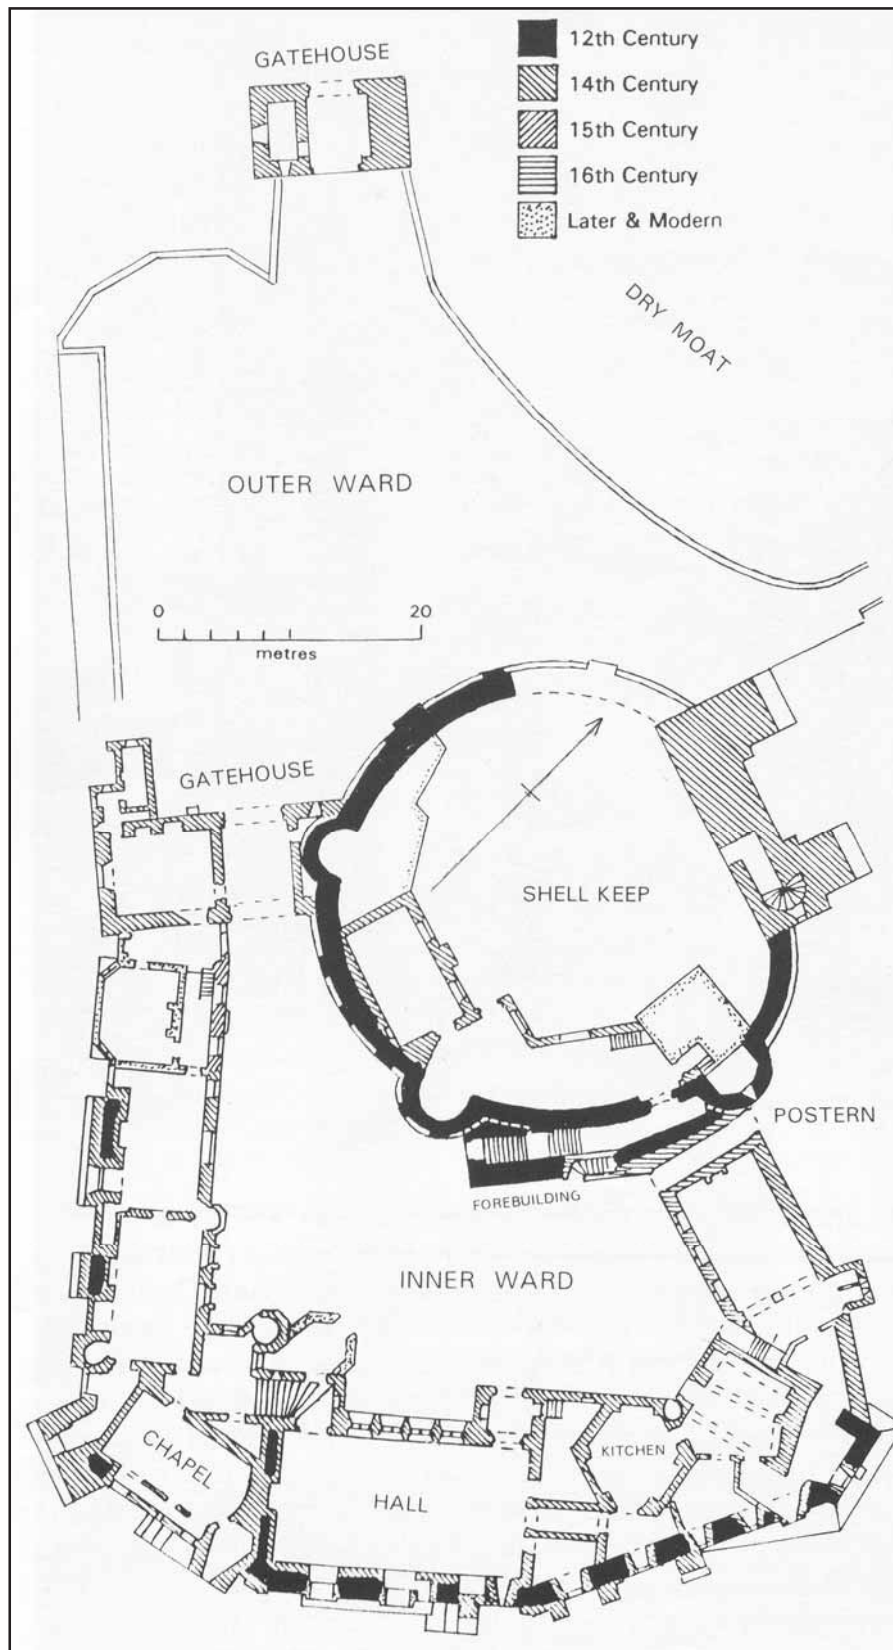 GATEHOUSE
12th Century
14th Century
15th Century
16th Century
Later & Modern
DRY MOAT
OUTER WARD
0 20
metres
GATEHOUSE
SHELL KEEP
POSTERN
FOREBUILDING
INNER WARD
CHAPEL
KITCHEN
HALL